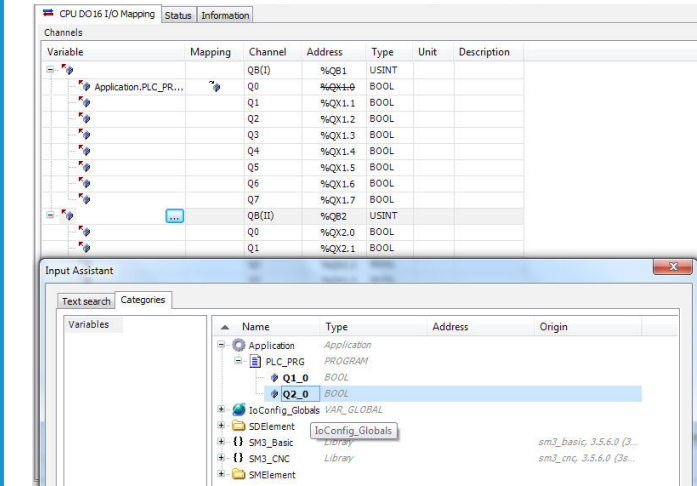 CPU DO16 I/O Mapping Status Information
Channels
Variable Mapping Channel Address Type Unit Description
QB(I) %QB1 USINT
Application.PLC_PR... Q0 %QX1.0 BOOL
Q1 %QX1.1 BOOL
Q2 %QX1.2 BOOL
Q3 %QX1.3 BOOL
Q4 %QX1.4 BOOL
Q5 %QX1.5 BOOL
Q6 %QX1.6 BOOL
Q7 %QX1.7 BOOL
... QB(II) %QB2 USINT
Q0 %QX2.0 BOOL
Q1 %QX2.1 BOOL
Input Assistant
Text search Categories
Variables Name Type Address Origin
Application Application
PLC_PRG PROGRAM
Q1_0 BOOL
Q2_0 BOOL
IoConfig_Globals VAR_GLOBAL
SDElement IoConfig_Globals
SM3_Basic Library sm3_basic, 3.5.6.0 (3...
SM3_CNC Library sm3_cnc, 3.5.6.0 (3s...
SMElement